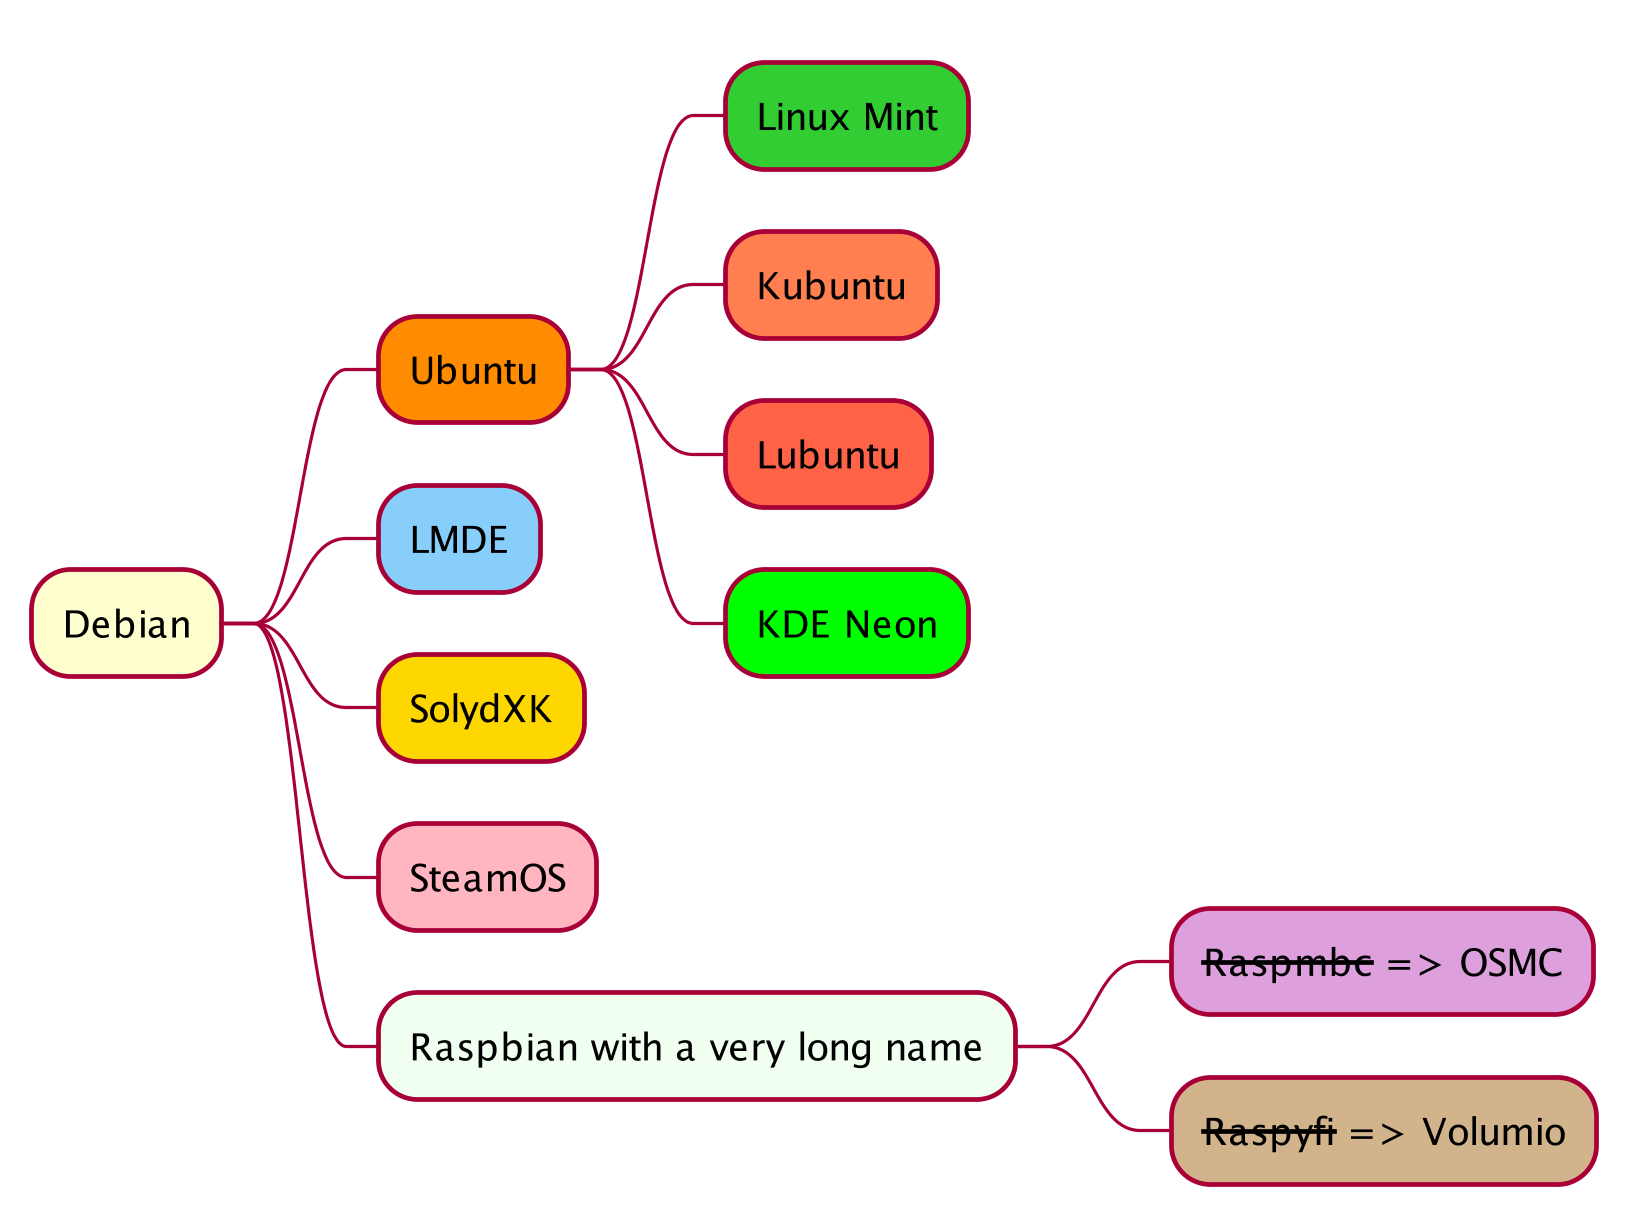 Debian
Ubuntu
Linux Mint
Kubuntu
Lubuntu
KDE Neon
LMDE
SolydXK
SteamOS
Raspbian with a very long name
Raspmbc => OSMC
Raspyfi => Volumio